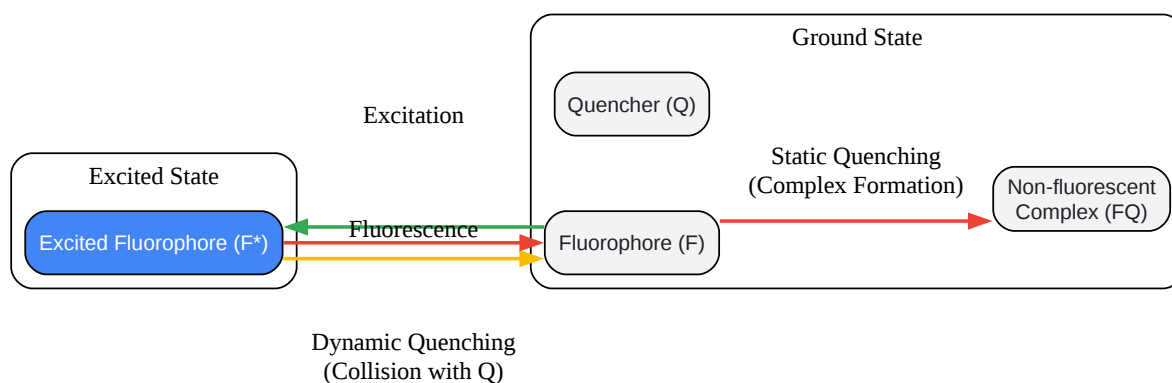 Ground State
Quencher (Q)
Excitation
Static Quenching
(Complex Formation)
Excited State
Non-fluorescent
Complex (FQ)
Excited Fluorophore (F*)
Fluorescence
Fluorophore (F)
Dynamic Quenching
(Collision with Q)